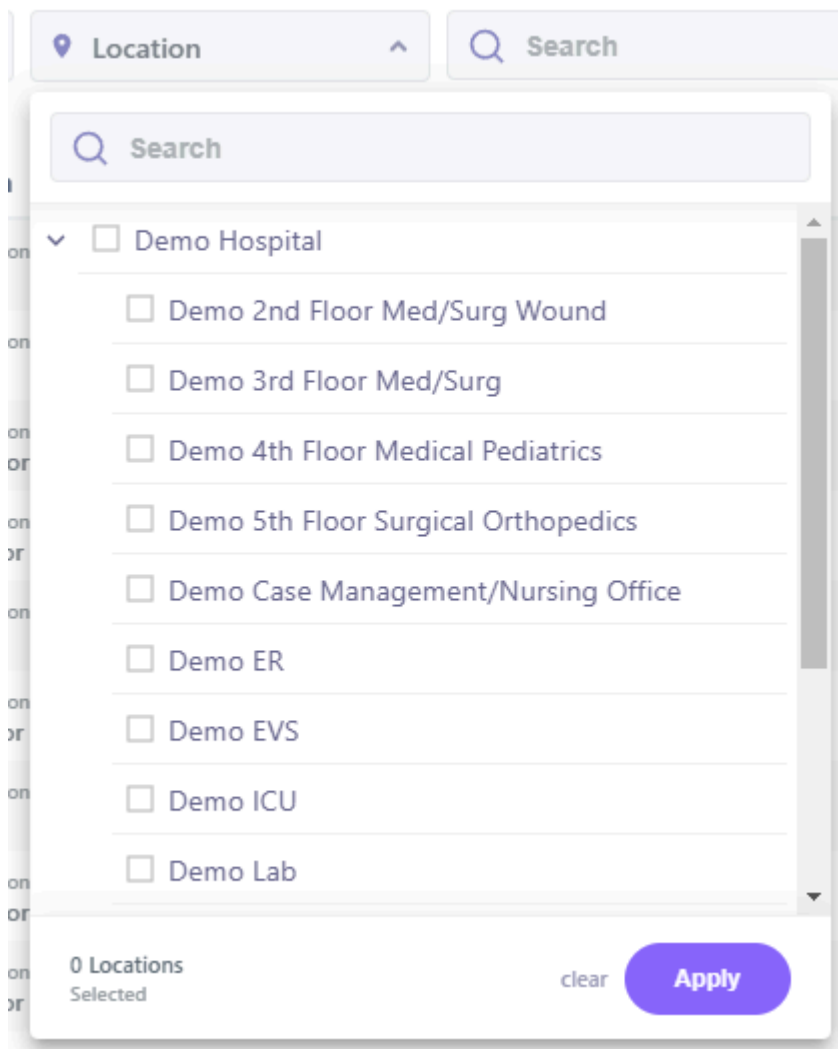 Location
Search
Search
Demo Hospital
Demo 2nd Floor Med/Surg Wound
Demo 3rd Floor Med/Surg
Demo 4th Floor Medical Pediatrics
Demo 5th Floor Surgical Orthopedics
Demo Case Management/Nursing Office
Demo ER
Demo EVS
Demo ICU
Demo Lab
0 Locations
Selected
clear
Apply